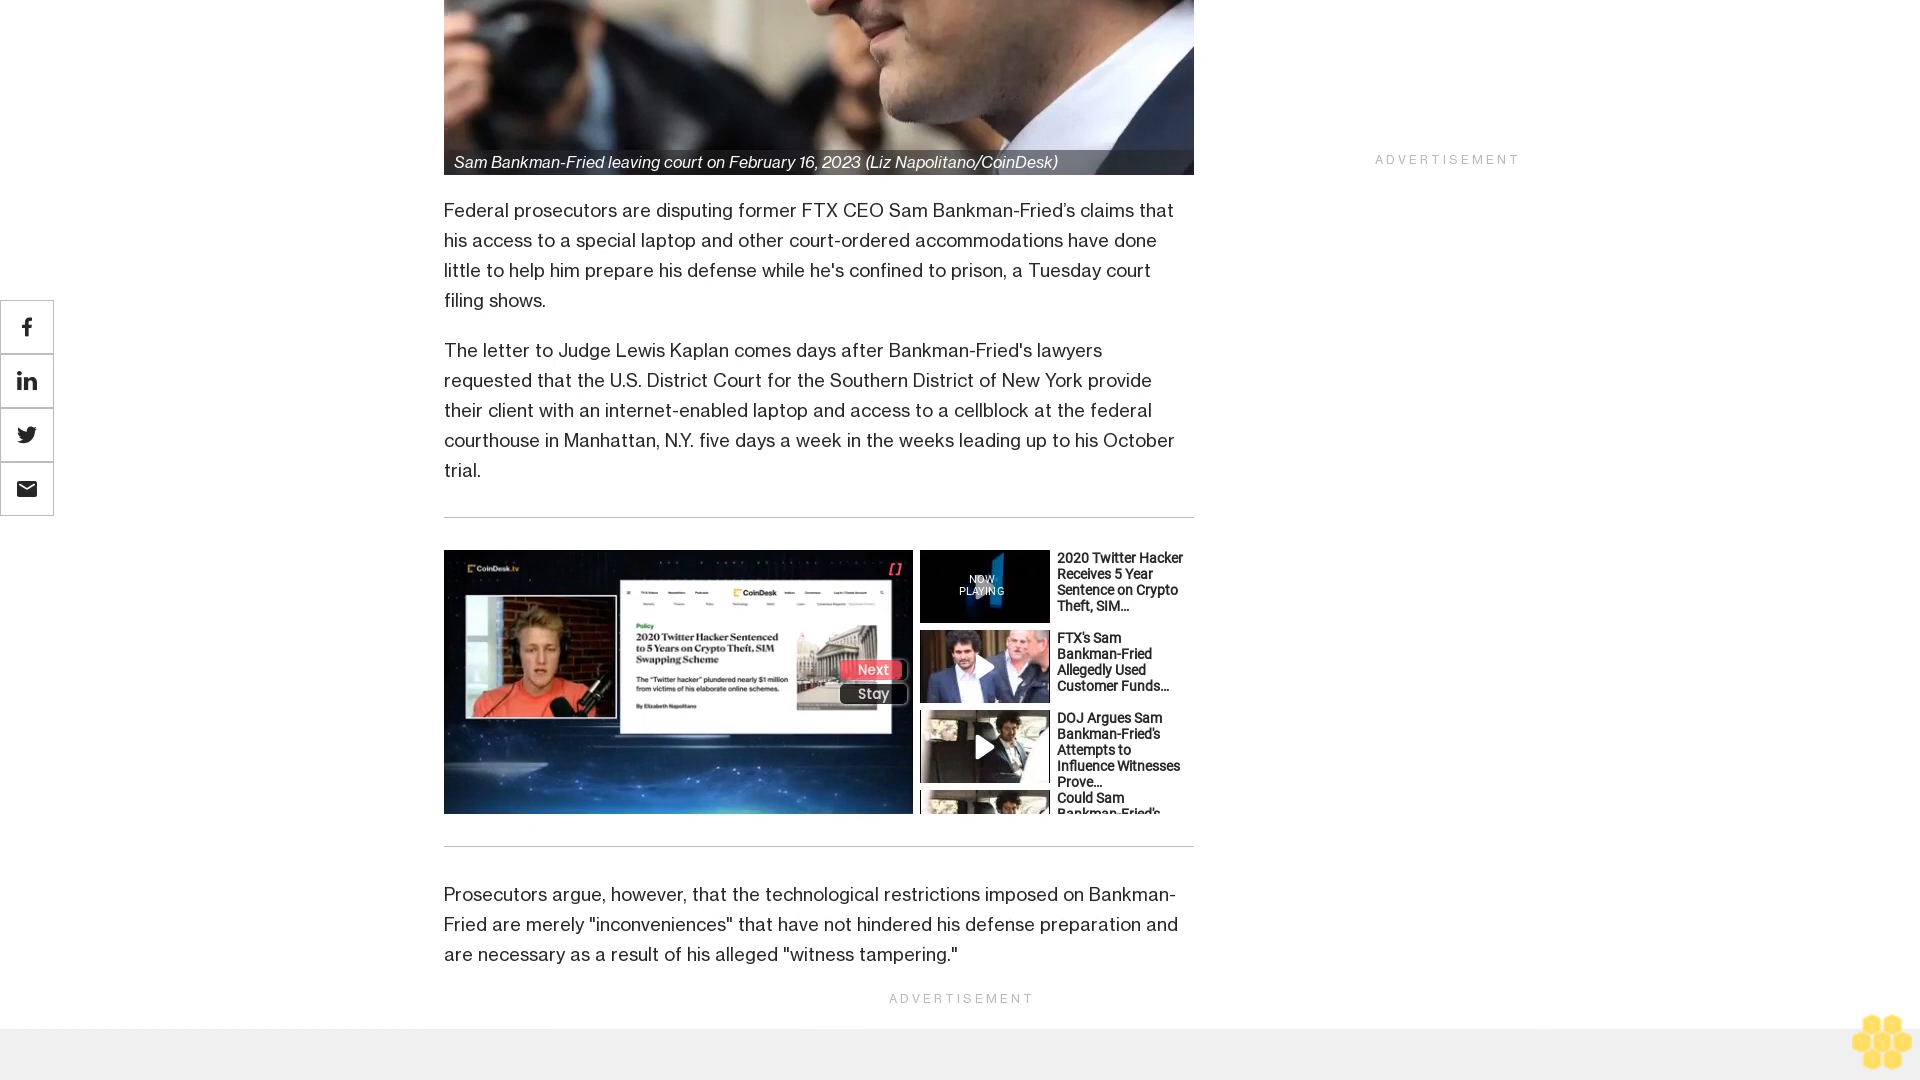 Sam Bankman-Fried leaving court on February 16, 2023 (Liz Napolitano/CoinDesk)
ADVERTISEMENT
Federal prosecutors are disputing former FTX CEO Sam Bankman-Fried’s claims that
his access to a special laptop and other court-ordered accommodations have done
little to help him prepare his defense while he's confined to prison, a Tuesday court
filing shows.
The letter to Judge Lewis Kaplan comes days after Bankman-Fried's lawyers
requested that the U.S. District Court for the Southern District of New York provide
their client with an internet-enabled laptop and access to a cellblock at the federal
courthouse in Manhattan, N.Y. five days a week in the weeks leading up to his October
trial.
CoinDesk.tv
CoinDesk
Policy
2020 Twitter Hacker Sentenced
to 5 Years on Crypto Theft, SIM
Swapping Scheme
The "Twitter hacker" plundered nearly $1 million
from victims of his elaborate online schemes.
By Elizabeth Napolitano
Next
Stay
NOW
PLAYING
2020 Twitter Hacker
Receives 5 Year
Sentence on Crypto
Theft, SIM...
FTX's Sam
Bankman-Fried
Allegedly Used
Customer Funds...
DOJ Argues Sam
Bankman-Fried's
Attempts to
Influence Witnesses
Prove...
Could Sam
Bankman-Fried's
Prosecutors argue, however, that the technological restrictions imposed on Bankman-
Fried are merely "inconveniences" that have not hindered his defense preparation and
are necessary as a result of his alleged "witness tampering."
ADVERTISEMENT